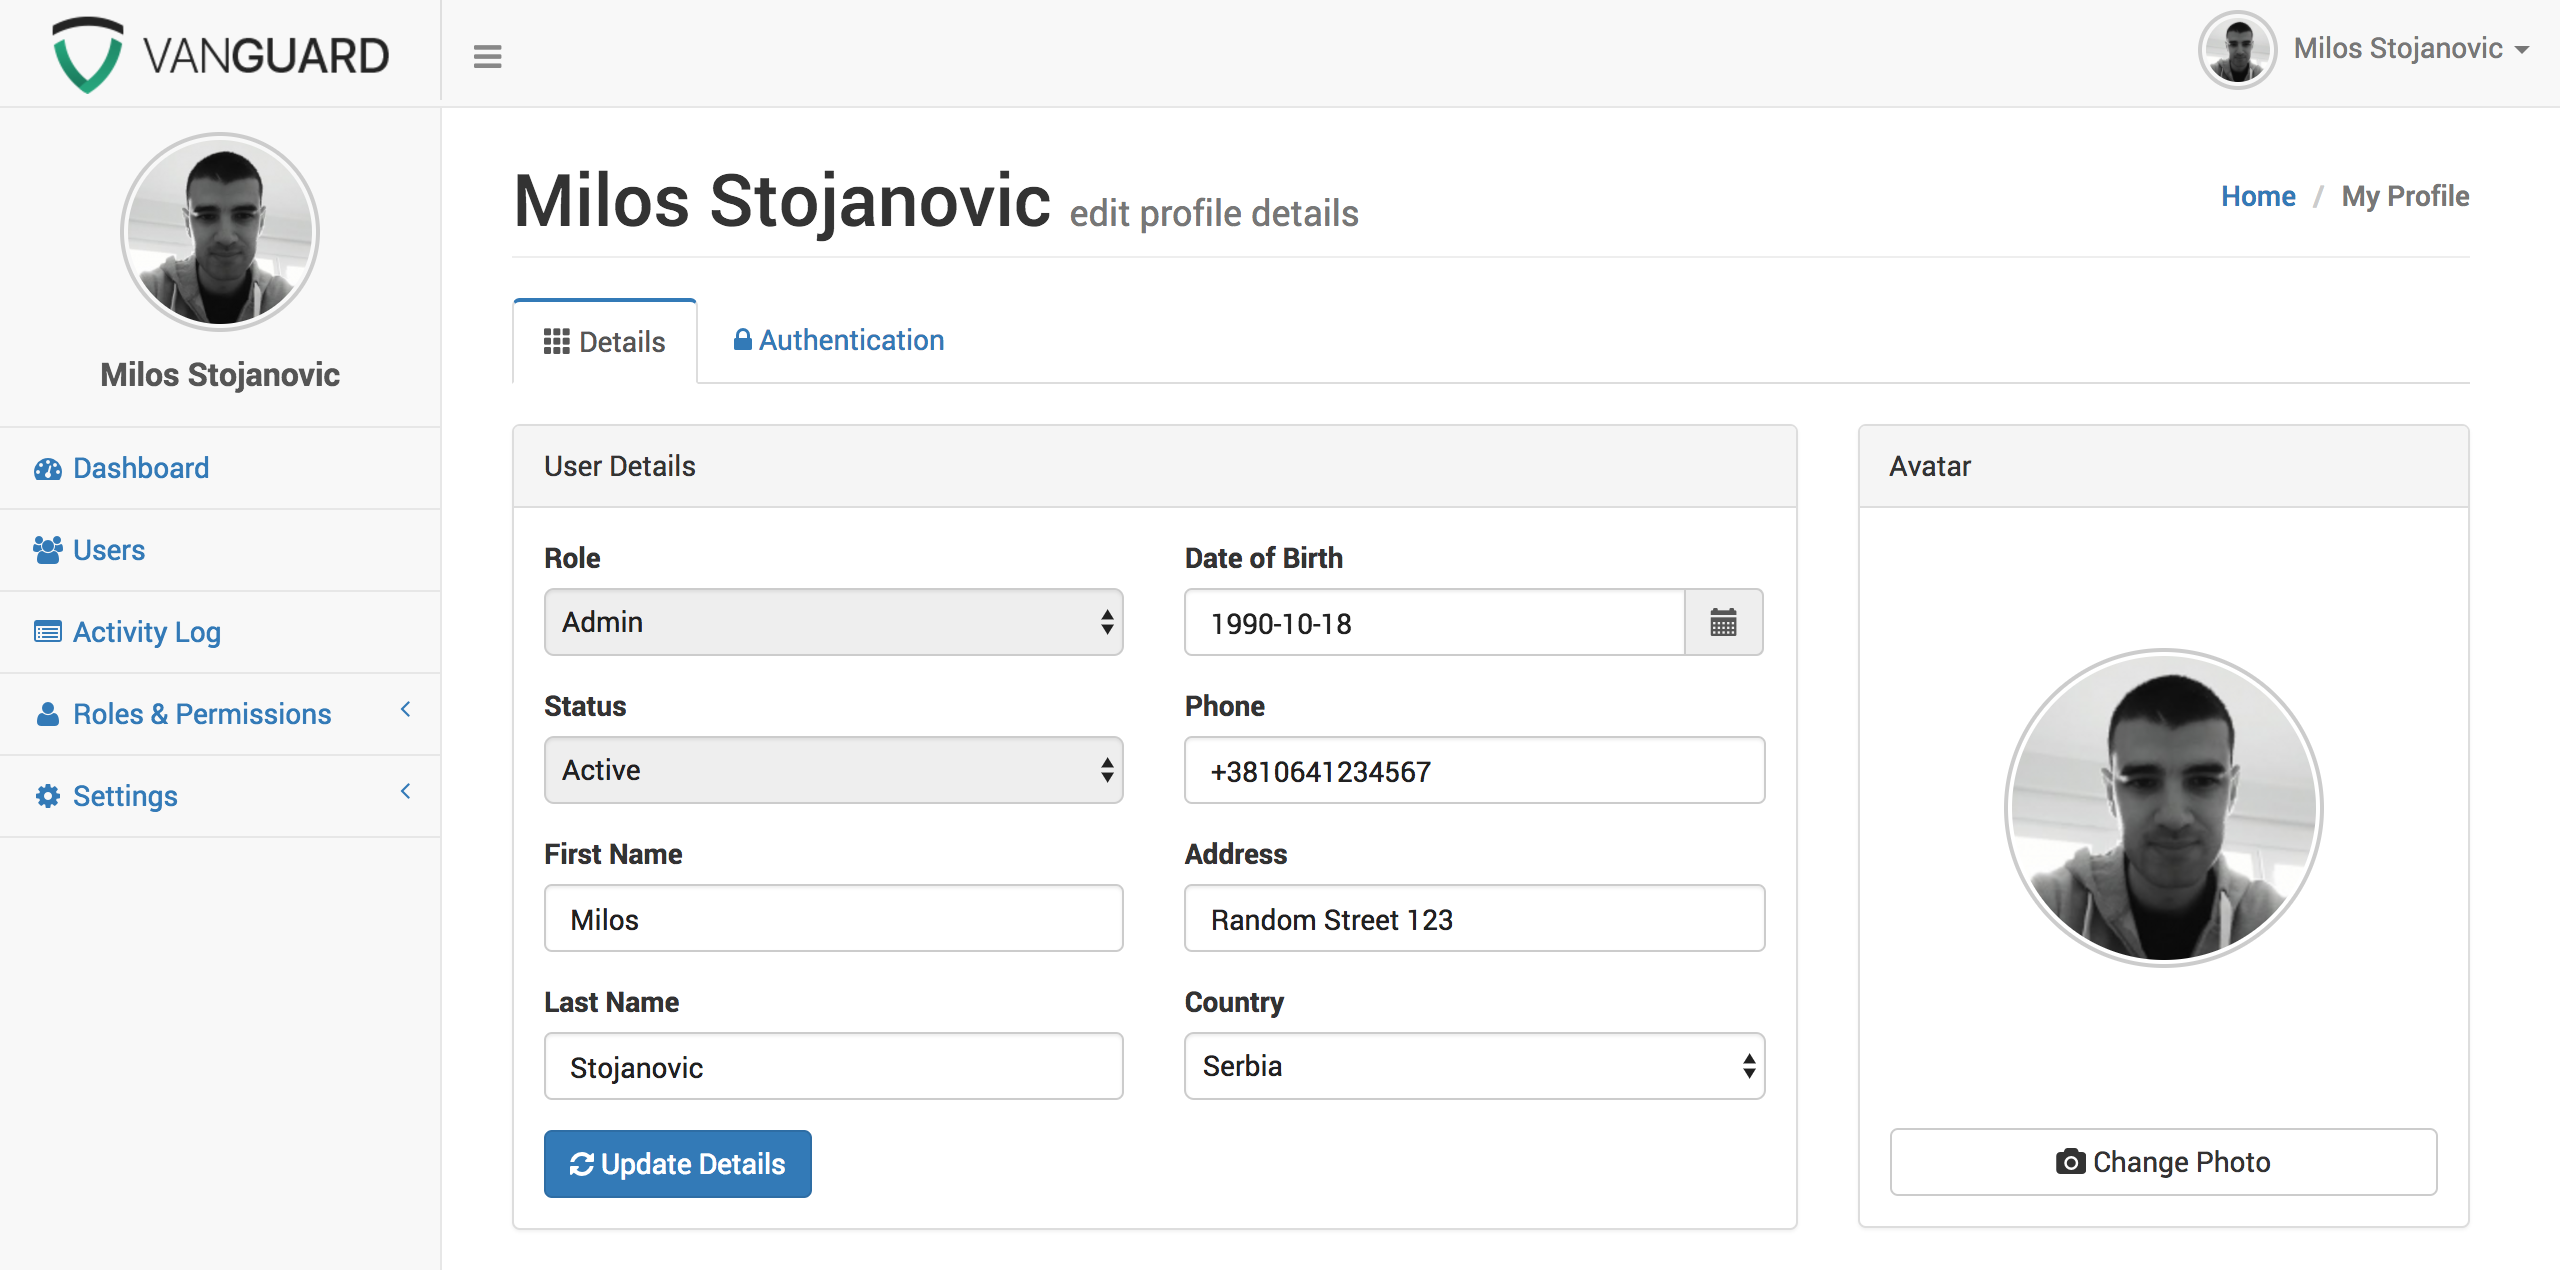 VANGUARD
Milos Stojanovic
Milos Stojanovic
Dashboard
Users
Activity Log
Roles & Permissions
Settings
Milos Stojanovic edit profile details
Home / My Profile
Details
Authentication
User Details
Role
Admin
Date of Birth
1990-10-18
Status
Active
Phone
+3810641234567
First Name
Milos
Address
Random Street 123
Last Name
Stojanovic
Country
Serbia
Update Details
Avatar
Change Photo